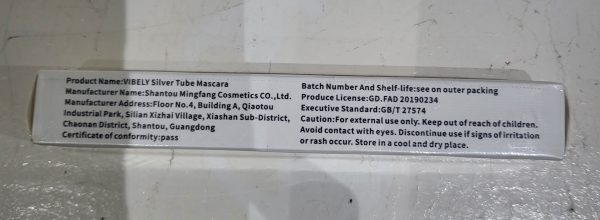 Product Name:VIBELY Silver Tube Mascara
Manufacturer Name:Shantou Mingfang Cosmetics CO.,Ltd.
Manufacturer Address:Floor No.4, Building A, Qiaotou
Industrial Park, Silian Xizhai Village, Xiashan Sub-District,
Chaonan District, Shantou, Guangdong
Certificate of conformity:pass
Batch Number And Shelf-life:see on outer packing
Produce License:GD.FAD 20190234
Executive Standard:GB/T 27574
Caution:For external use only. Keep out of reach of children.
Avoid contact with eyes. Discontinue use if signs of irritation
or rash occur. Store in a cool and dry place.